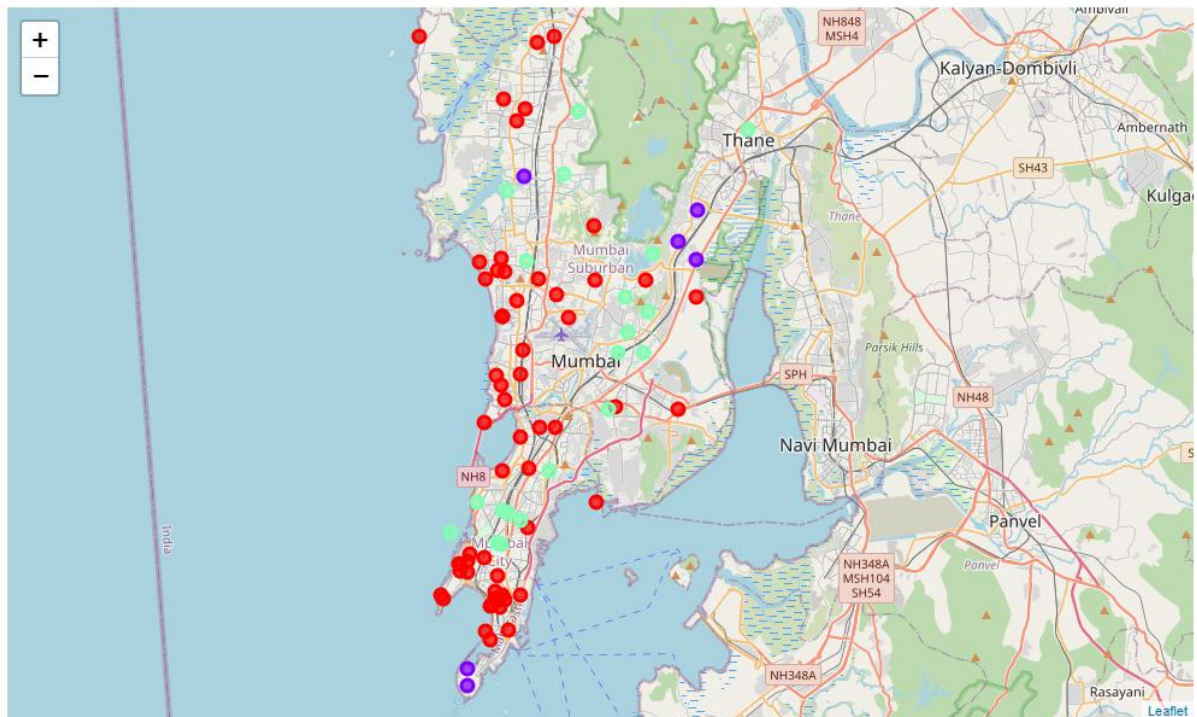 +
−
NH848
MSH4
Ambivali
Kalyan-Dombivli
Thane
Ambernath
SH43
Thane
Mumbai
Suburban
Parsik Hills
Mumbai
SPH
NH48
Navi Mumbai
NH8
India
Panvel
Mumbai
City
Panvel
NH348A
MSH104
SH54
NH348A
Rasayani
Leaflet